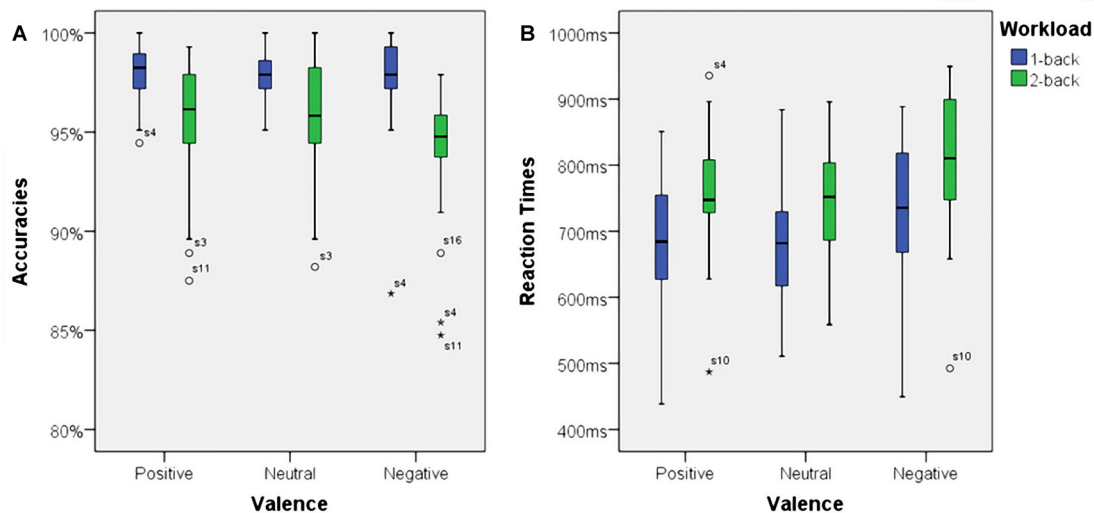 A
100%
95%
90%
85%
80%
Accuracies
s4
s3
s11
s3
s4
s16
s4
s11
Positive
Neutral
Negative
Valence
B
1000ms
900ms
800ms
700ms
600ms
500ms
400ms
Reaction Times
s4
s10
s10
Positive
Neutral
Negative
Valence
Workload
1-back
2-back